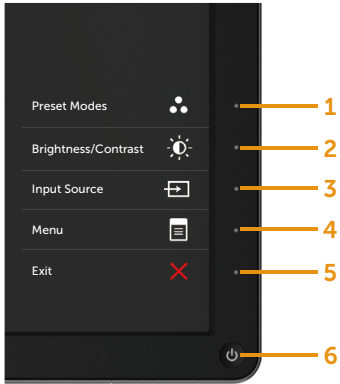 Preset Modes 1
Brightness/Contrast 2
Input Source 3
Menu 4
Exit 5
6